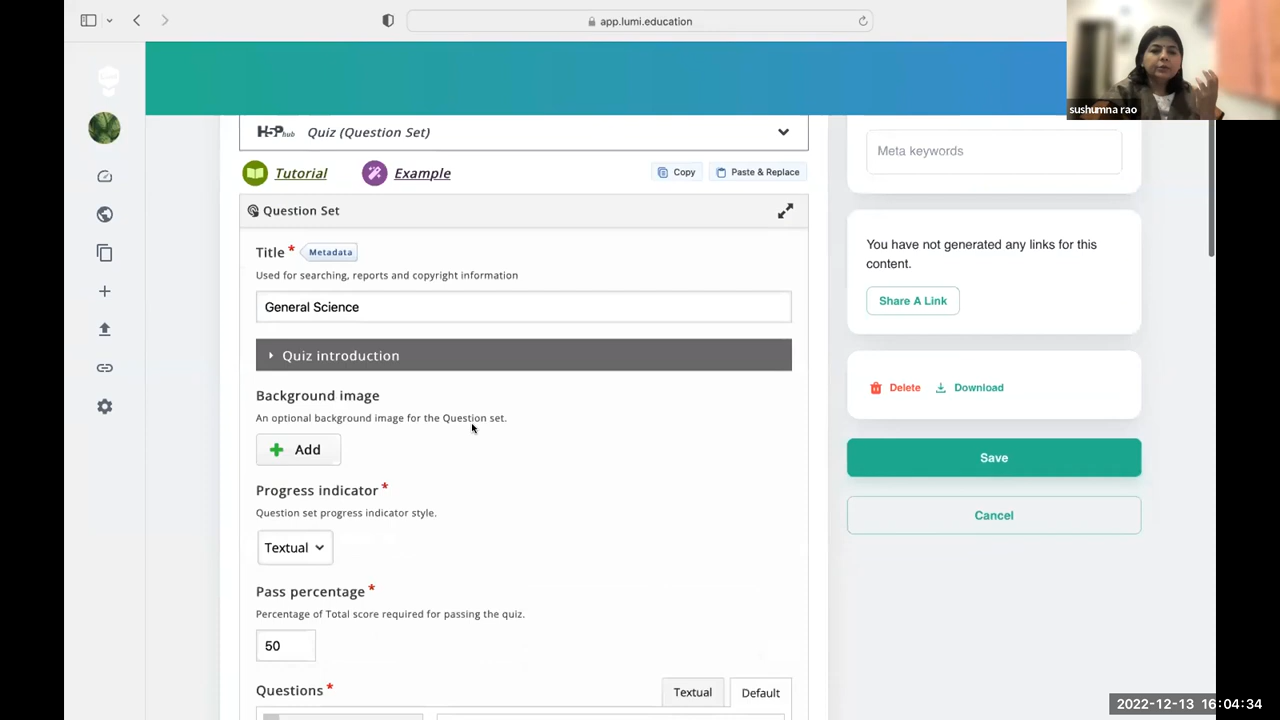 app.lumi.education
sushumna rao
H5P hub Quiz (Question Set)
Meta keywords
Tutorial Example Copy Paste & Replace
Question Set
You have not generated any links for this
content.
Title * Metadata
Used for searching, reports and copyright information
Share A Link
General Science
Quiz introduction
Delete Download
Background image
An optional background image for the Question set.
Add
Save
Progress indicator *
Question set progress indicator style.
Cancel
Textual
Pass percentage *
Percentage of Total score required for passing the quiz.
50
Questions * Textual Default
2022-12-13 16:04:34